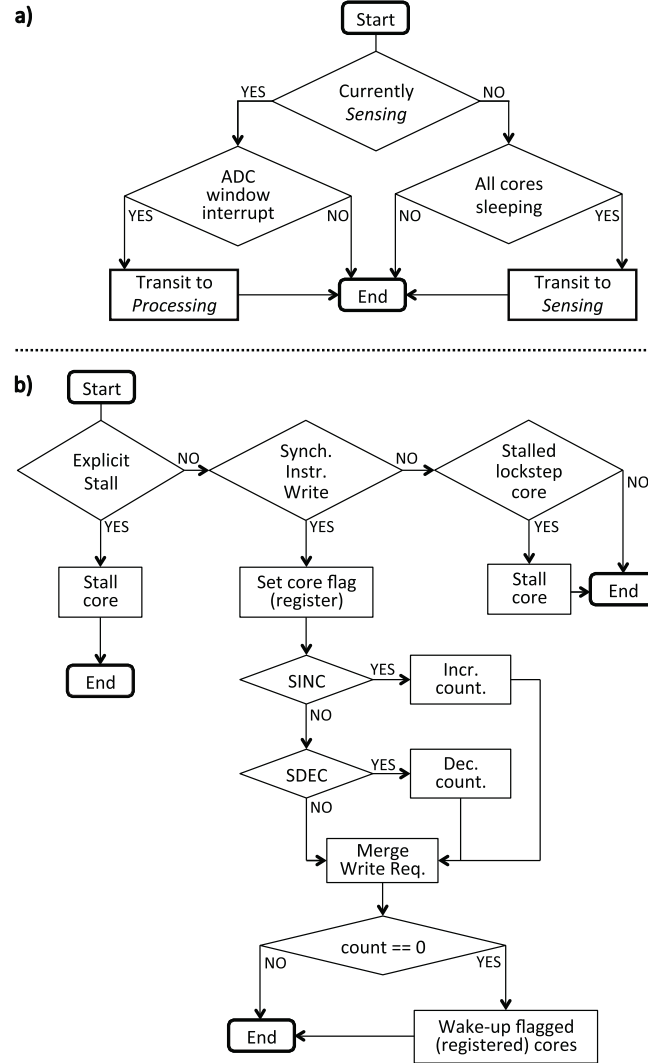 a)
Start
Currently
Sensing
YES
NO
ADC
window
interrupt
YES
NO
All cores
sleeping
NO
YES
Transit to
Processing
End
Transit to
Sensing
b)
Start
Explicit
Stall
NO
YES
Synch.
Instr.
Write
NO
YES
Stalled
lockstep
core
NO
YES
Stall
core
End
Set core flag
(register)
Stall
core
End
SINC
YES
NO
Incr.
count.
SDEC
YES
NO
Dec.
count.
Merge
Write Req.
count == 0
NO
YES
End
Wake-up flagged
(registered) cores